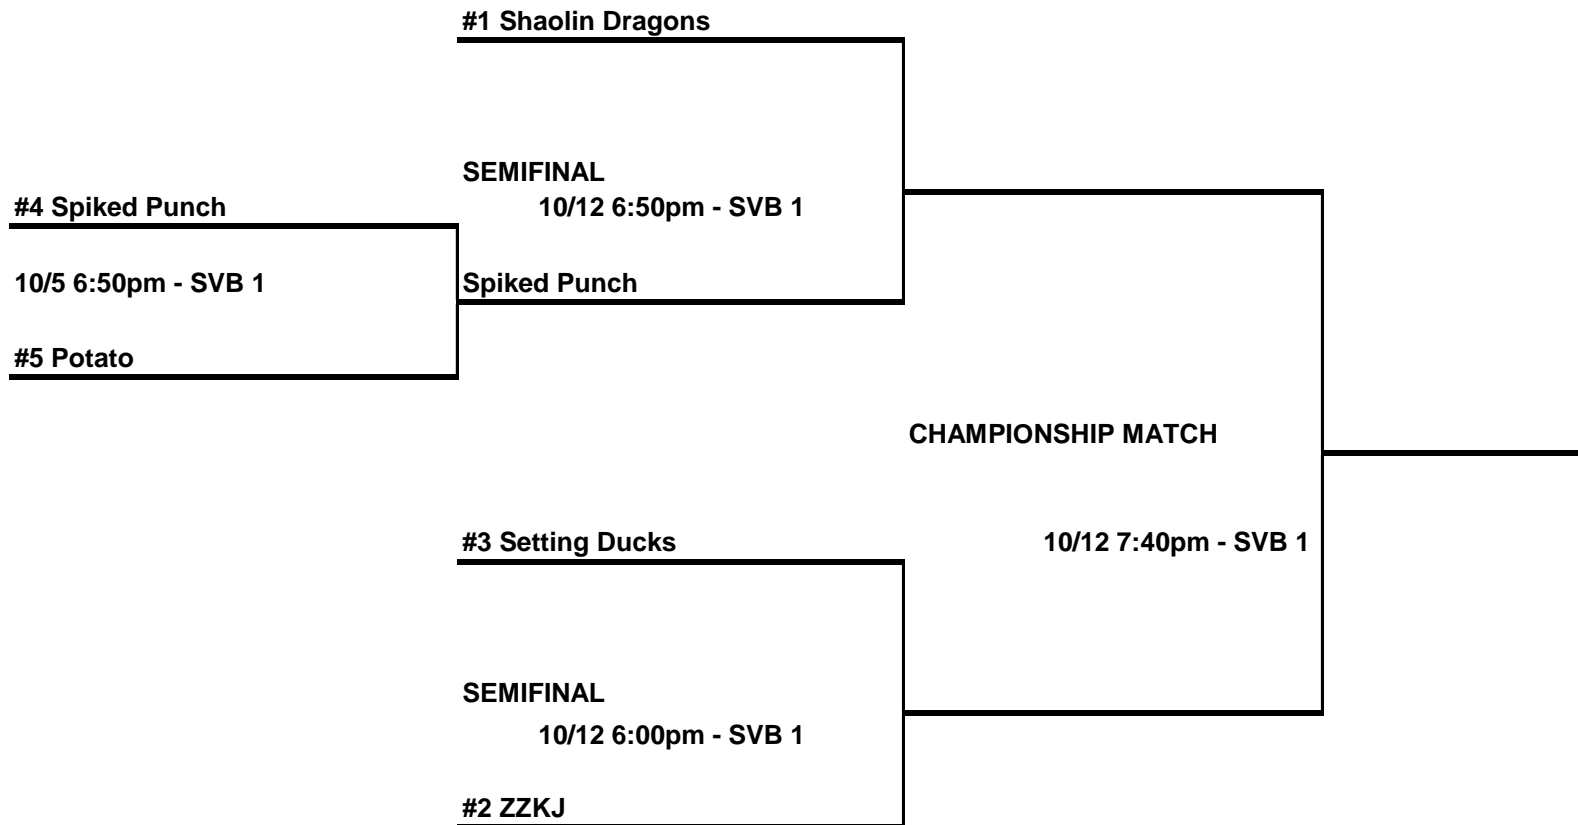 #1 Shaolin Dragons
SEMIFINAL
#4 Spiked Punch
10/12 6:50pm - SVB 1
10/5 6:50pm - SVB 1
Spiked Punch
#5 Potato
CHAMPIONSHIP MATCH
#3 Setting Ducks
10/12 7:40pm - SVB 1
SEMIFINAL
10/12 6:00pm - SVB 1
#2 ZZKJ